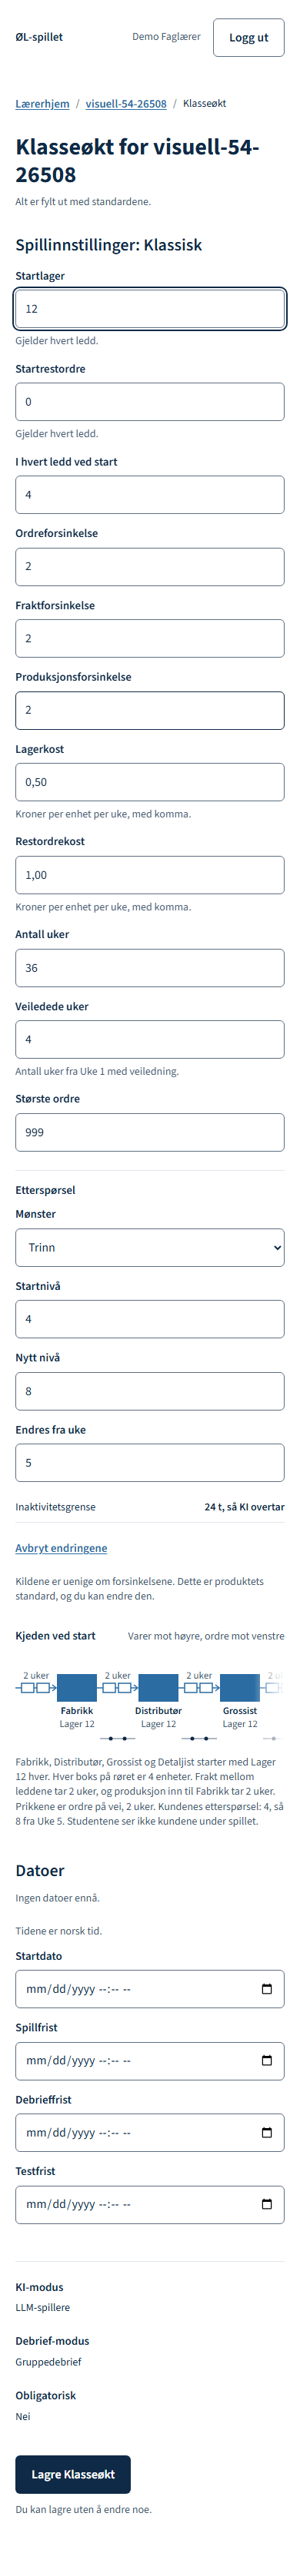 ØL-spillet
Demo Faglærer
Logg ut
Lærerhjem / visuell-54-26508 / Klasseøkt
Klasseøkt for visuell-54-
26508
Alt er fylt ut med standardene.
Spillinnstillinger: Klassisk
Startlager
12
Gjelder hvert ledd.
Startrestordre
0
Gjelder hvert ledd.
I hvert ledd ved start
4
Ordreforsinkelse
2
Fraktforsinkelse
2
Produksjonsforsinkelse
2
Lagerkost
0,50
Kroner per enhet per uke, med komma.
Restordrekost
1,00
Kroner per enhet per uke, med komma.
Antall uker
36
Veiledede uker
4
Antall uker fra Uke 1 med veiledning.
Største ordre
999
Etterspørsel
Mønster
Trinn
Startnivå
4
Nytt nivå
8
Endres fra uke
5
Inaktivitetsgrense
24 t, så KI overtar
Avbryt endringene
Kildene er uenige om forsinkelsene. Dette er produktets
standard, og du kan endre den.
Kjeden ved start
Varer mot høyre, ordre mot venstre
2 uker 2 uker 2 uker
Fabrikk Distributør Grossist
Lager 12 Lager 12 Lager 12
Fabrikk, Distributør, Grossist og Detaljist starter med Lager
12 hver. Hver boks på røret er 4 enheter. Frakt mellom
leddene tar 2 uker, og produksjon inn til Fabrikk tar 2 uker.
Prikkene er ordre på vei, 2 uker. Kundenes etterspørsel: 4, så
8 fra Uke 5. Studentene ser ikke kundene under spillet.
Datoer
Ingen datoer ennå.
Tidene er norsk tid.
Startdato
mm/dd/yyyy --:-- --
Spillfrist
mm/dd/yyyy --:-- --
Debrieffrist
mm/dd/yyyy --:-- --
Testfrist
mm/dd/yyyy --:-- --
KI-modus
LLM-spillere
Debrief-modus
Gruppedebrief
Obligatorisk
Nei
Lagre Klasseøkt
Du kan lagre uten å endre noe.